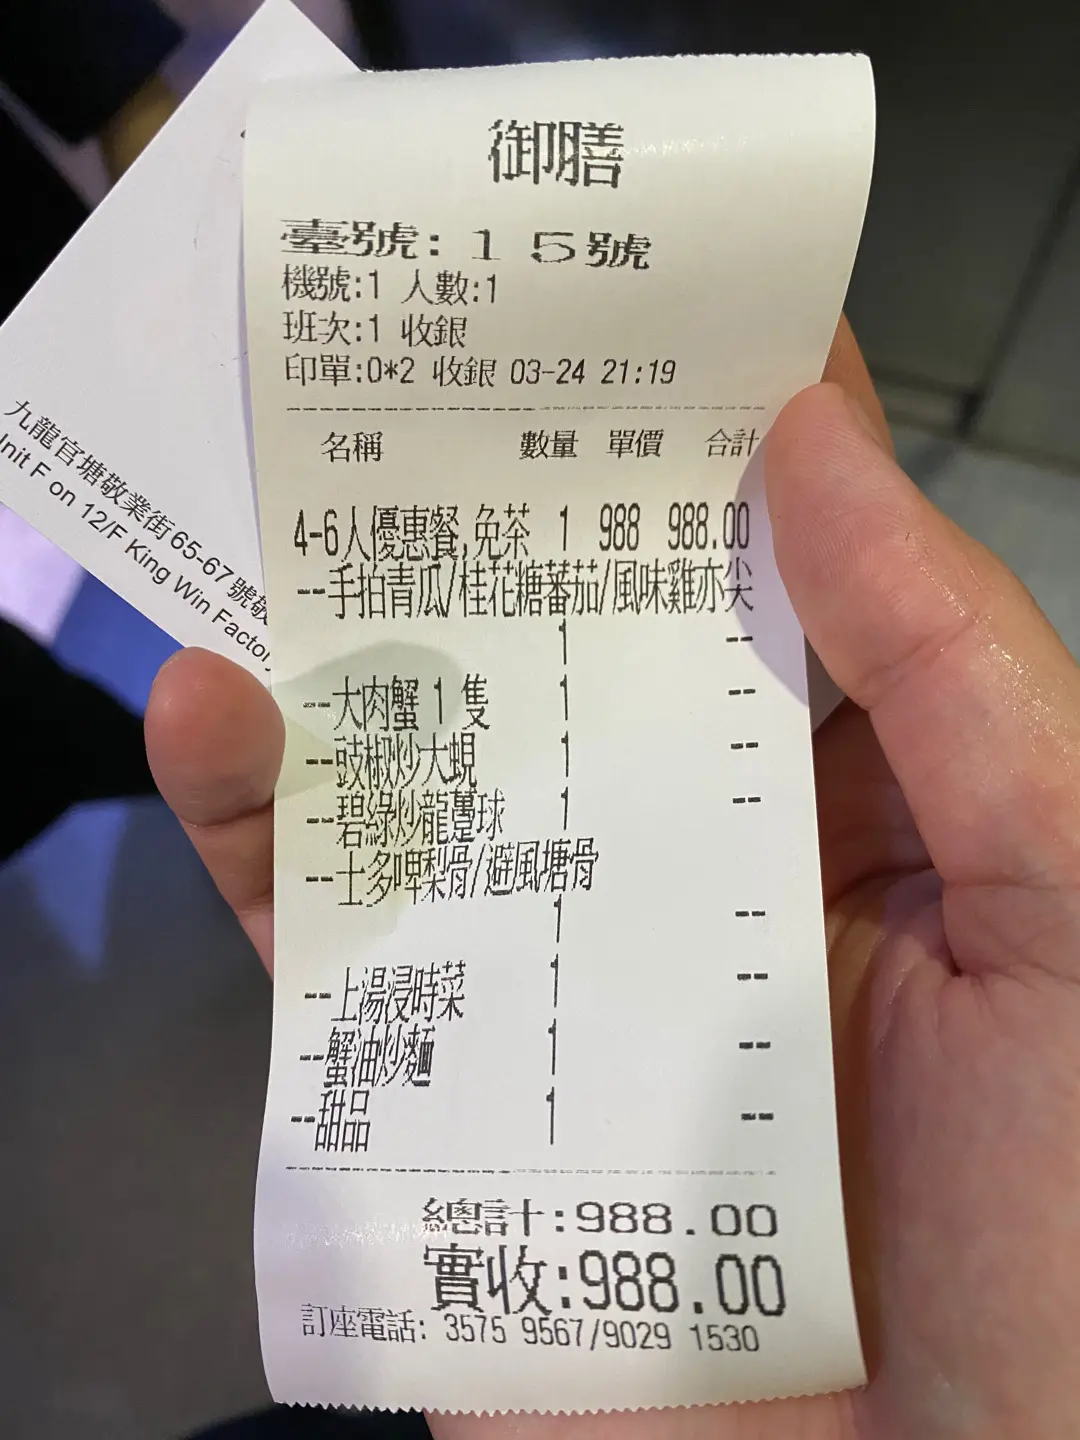 御膳
臺號:15號
機號:1 人數:1
班次:1 收銀
印單:0*2 收銀 03-24 21:19
名稱 數量 單價 合計
4-6人優惠餐,免茶 1 988 988.00
--手拍青瓜/桂花糖蕃茄/風味雞亦尖
1 --
--大肉蟹1隻 1 --
--豉椒炒大蜆 1 --
--碧綠炒龍躉球 1 --
--士多啤梨骨/避風塘骨
1 --
--上湯浸時菜 1 --
--蟹油炒麵 1 --
--甜品 1 --
總計:988.00
實收:988.00
訂座電話: 3575 9567/9029 1530
九龍官塘敬業街65-67號
Unit F on 12/F King Win Factor